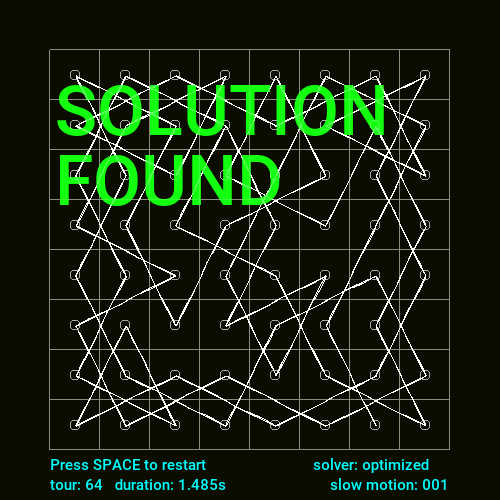 SOLUTION
FOUND
Press SPACE to restart solver: optimized
tour: 64 duration: 1.485s slow motion: 001